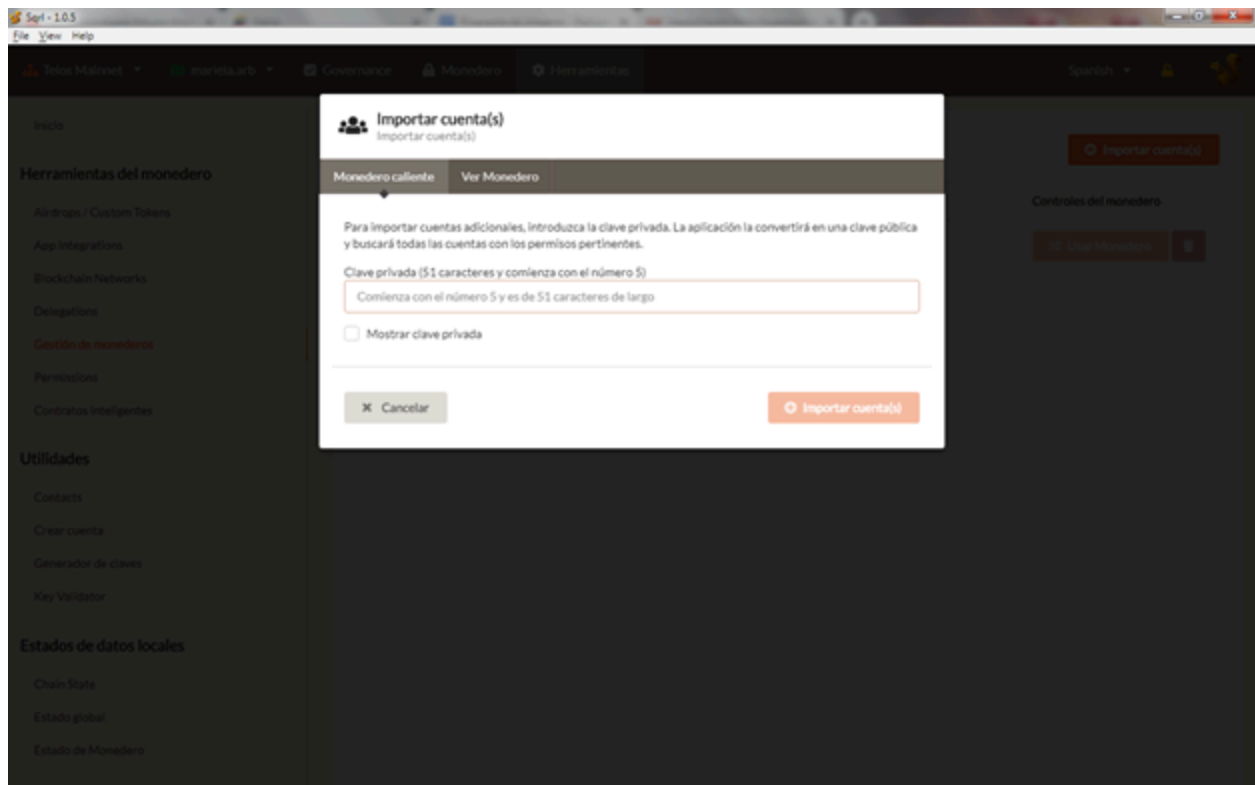 Sqrl - 1.0.5
File View Help
Telos Mainnet mariela.arb Governance Monedero Herramientas Spanish
Inicio
Herramientas del monedero
Airdrops / Custom Tokens
App Integrations
Blockchain Networks
Delegations
Gestión de monederos
Permissions
Contratos inteligentes
Utilidades
Contacts
Crear cuenta
Generador de claves
Key Validator
Estados de datos locales
Chain State
Estado global
Estado de Monedero
Importar cuenta(s)
Importar cuenta(s)
Monedero caliente Ver Monedero
Para importar cuentas adicionales, introduzca la clave privada. La aplicación la convertirá en una clave pública
y buscará todas las cuentas con los permisos pertinentes.
Clave privada (51 caracteres y comienza con el número 5)
Comienza con el número 5 y es de 51 caracteres de largo
Mostrar clave privada
Cancelar Importar cuenta(s)
Importar cuenta(s)
Controles del monedero
Usar Monedero